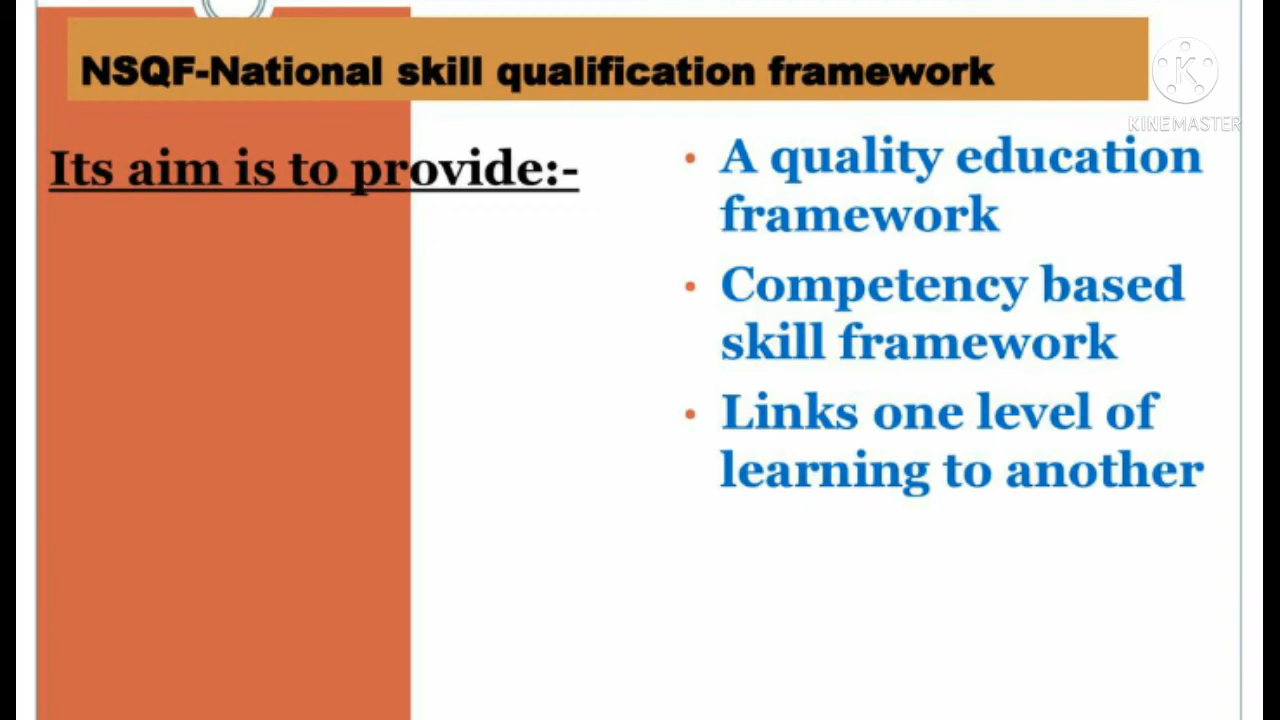 NSQF-National skill qualification framework
K
KINEMASTER
Its aim is to provide:-
• A quality education
framework
• Competency based
skill framework
• Links one level of
learning to another